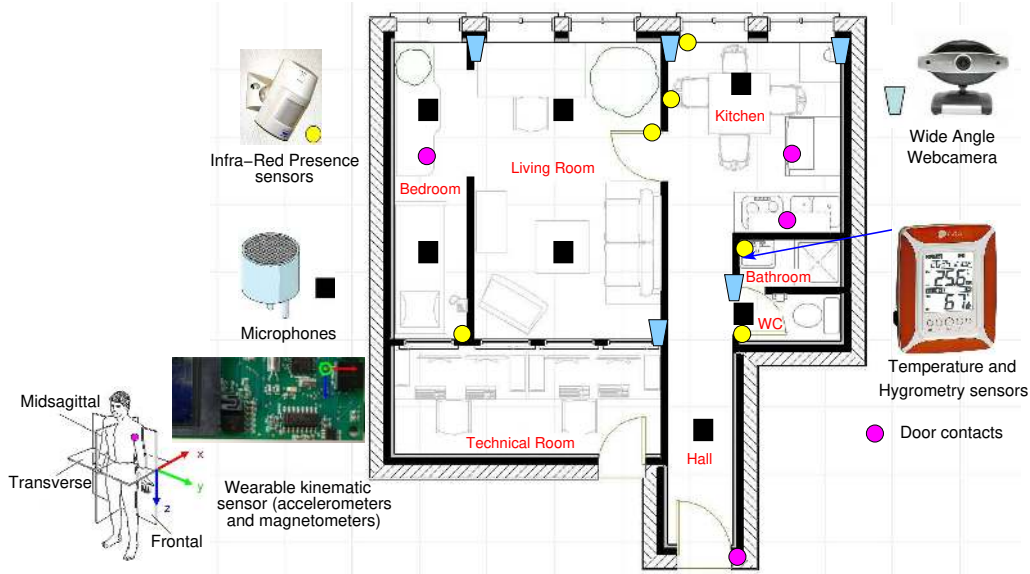 Infra-Red Presence
sensors
Microphones
Midsagittal
Transverse
Frontal
x
y
z
Wearable kinematic
sensor (accelerometers
and magnetometers)
Bedroom
Living Room
Kitchen
Bathroom
WC
Technical Room
Hall
Wide Angle
Webcamera
25.6
67
Temperature and
Hygrometry sensors
Door contacts